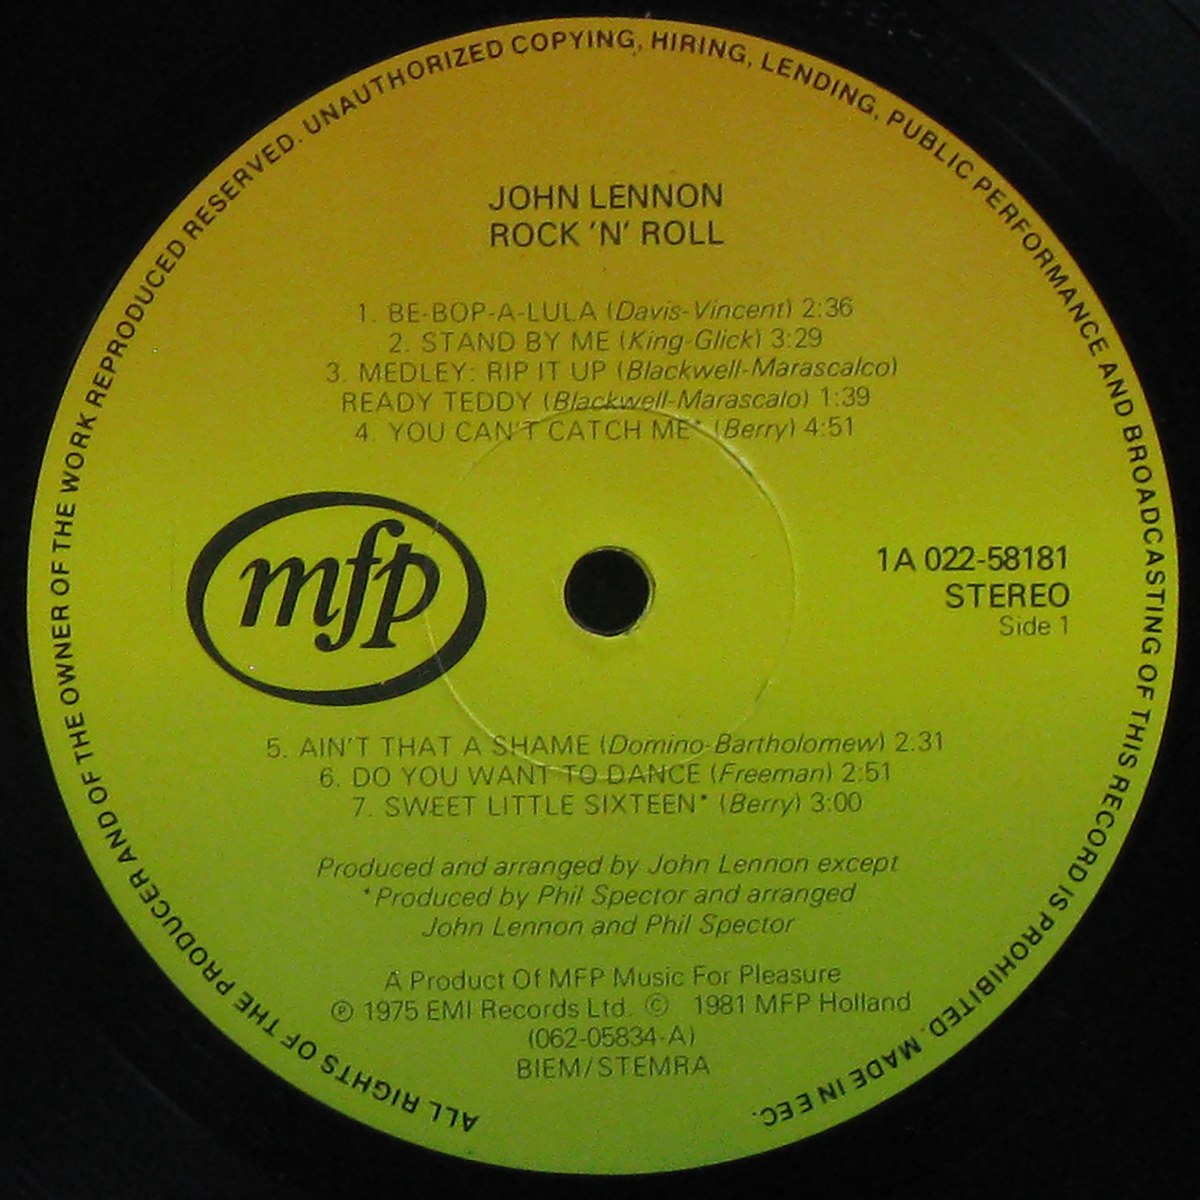 ALL RIGHTS OF THE PRODUCER AND OF THE OWNER OF THE WORK REPRODUCED RESERVED. UNAUTHORIZED COPYING, HIRING, LENDING, PUBLIC PERFORMANCE AND BROADCASTING OF THIS RECORD IS PROHIBITED. MADE IN EEC.
JOHN LENNON
ROCK 'N' ROLL
1. BE-BOP-A-LULA (Davis-Vincent) 2:36
2. STAND BY ME (King-Glick) 3:29
3. MEDLEY: RIP IT UP (Blackwell-Marascalco)
READY TEDDY (Blackwell-Marascalo) 1:39
4. YOU CAN'T CATCH ME* (Berry) 4:51
mfp
1A 022-58181
STEREO
Side 1
5. AIN'T THAT A SHAME (Domino-Bartholomew) 2.31
6. DO YOU WANT TO DANCE (Freeman) 2:51
7. SWEET LITTLE SIXTEEN* (Berry) 3:00
Produced and arranged by John Lennon except
*Produced by Phil Spector and arranged
John Lennon and Phil Spector
A Product Of MFP Music For Pleasure
℗ 1975 EMI Records Ltd. © 1981 MFP Holland
(062-05834-A)
BIEM/STEMRA